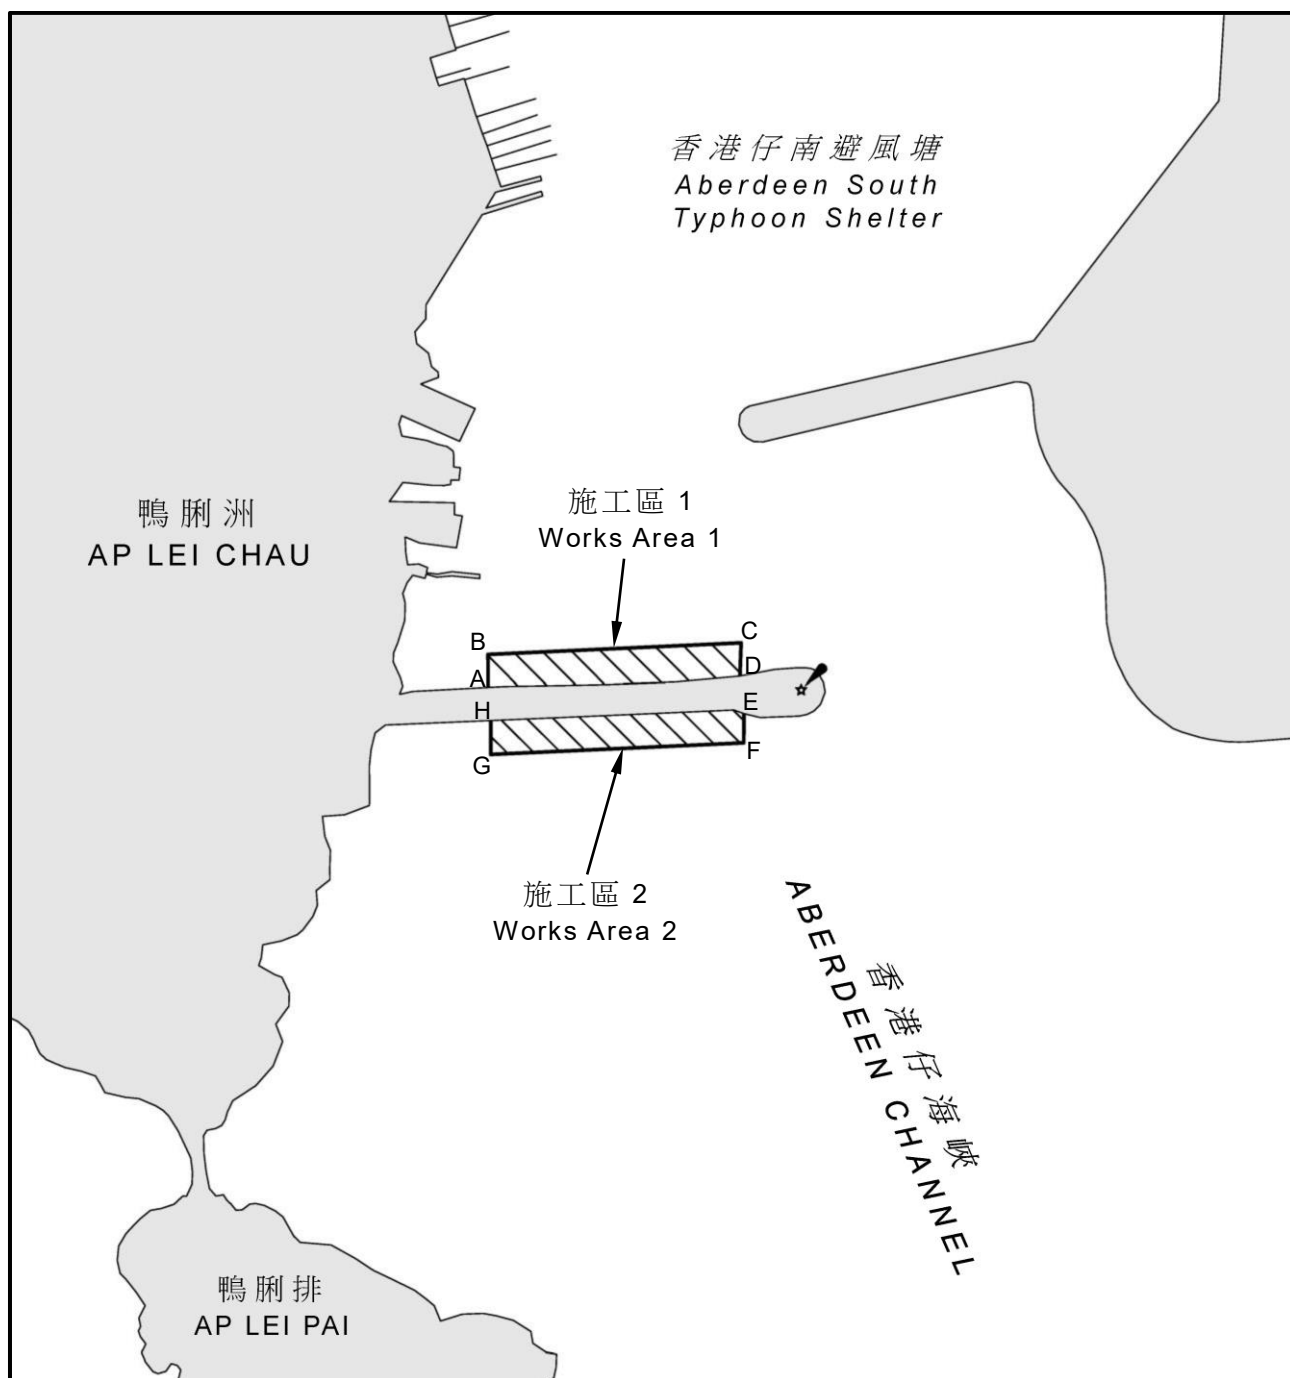 香港仔南避風塘
Aberdeen South
Typhoon Shelter
鴨脷洲
AP LEI CHAU
施工區 1
Works Area 1
B
C
A
D
H
E
G
F
施工區 2
Works Area 2
香港仔海峽
ABERDEEN CHANNEL
鴨脷排
AP LEI PAI